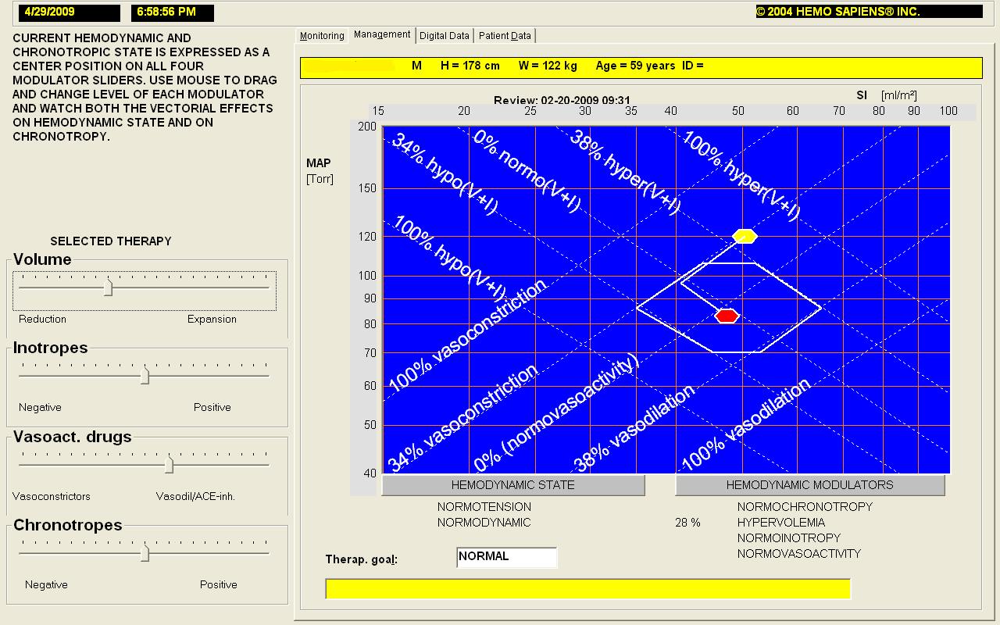 4/29/2009
6:58:56 PM
© 2004 HEMO SAPIENS® INC.
CURRENT HEMODYNAMIC AND
CHRONOTROPIC STATE IS EXPRESSED AS A
CENTER POSITION ON ALL FOUR
MODULATOR SLIDERS. USE MOUSE TO DRAG
AND CHANGE LEVEL OF EACH MODULATOR
AND WATCH BOTH THE VECTORIAL EFFECTS
ON HEMODYNAMIC STATE AND ON
CHRONOTROPY.
SELECTED THERAPY
Volume
Reduction Expansion
Inotropes
Negative Positive
Vasoact. drugs
Vasoconstrictors Vasodil/ACE-inh.
Chronotropes
Negative Positive
Monitoring Management Digital Data Patient Data
M H = 178 cm W = 122 kg Age = 59 years ID =
Review: 02-20-2009 09:31
SI [ml/m²]
15 20 25 30 35 40 50 60 70 80 90 100
MAP
[Torr]
200
150
120
100
90
80
70
60
50
40
34% hypo(V+I)
0% normo(V+I)
38% hyper(V+I)
100% hyper(V+I)
100% hypo(V+I)
100% vasoconstriction
34% vasoconstriction
0% (normovasoactivity)
38% vasodilation
100% vasodilation
HEMODYNAMIC STATE
NORMOTENSION
NORMODYNAMIC
HEMODYNAMIC MODULATORS
NORMOCHRONOTROPY
28 % HYPERVOLEMIA
NORMOINOTROPY
NORMOVASOACTIVITY
Therap. goal: NORMAL